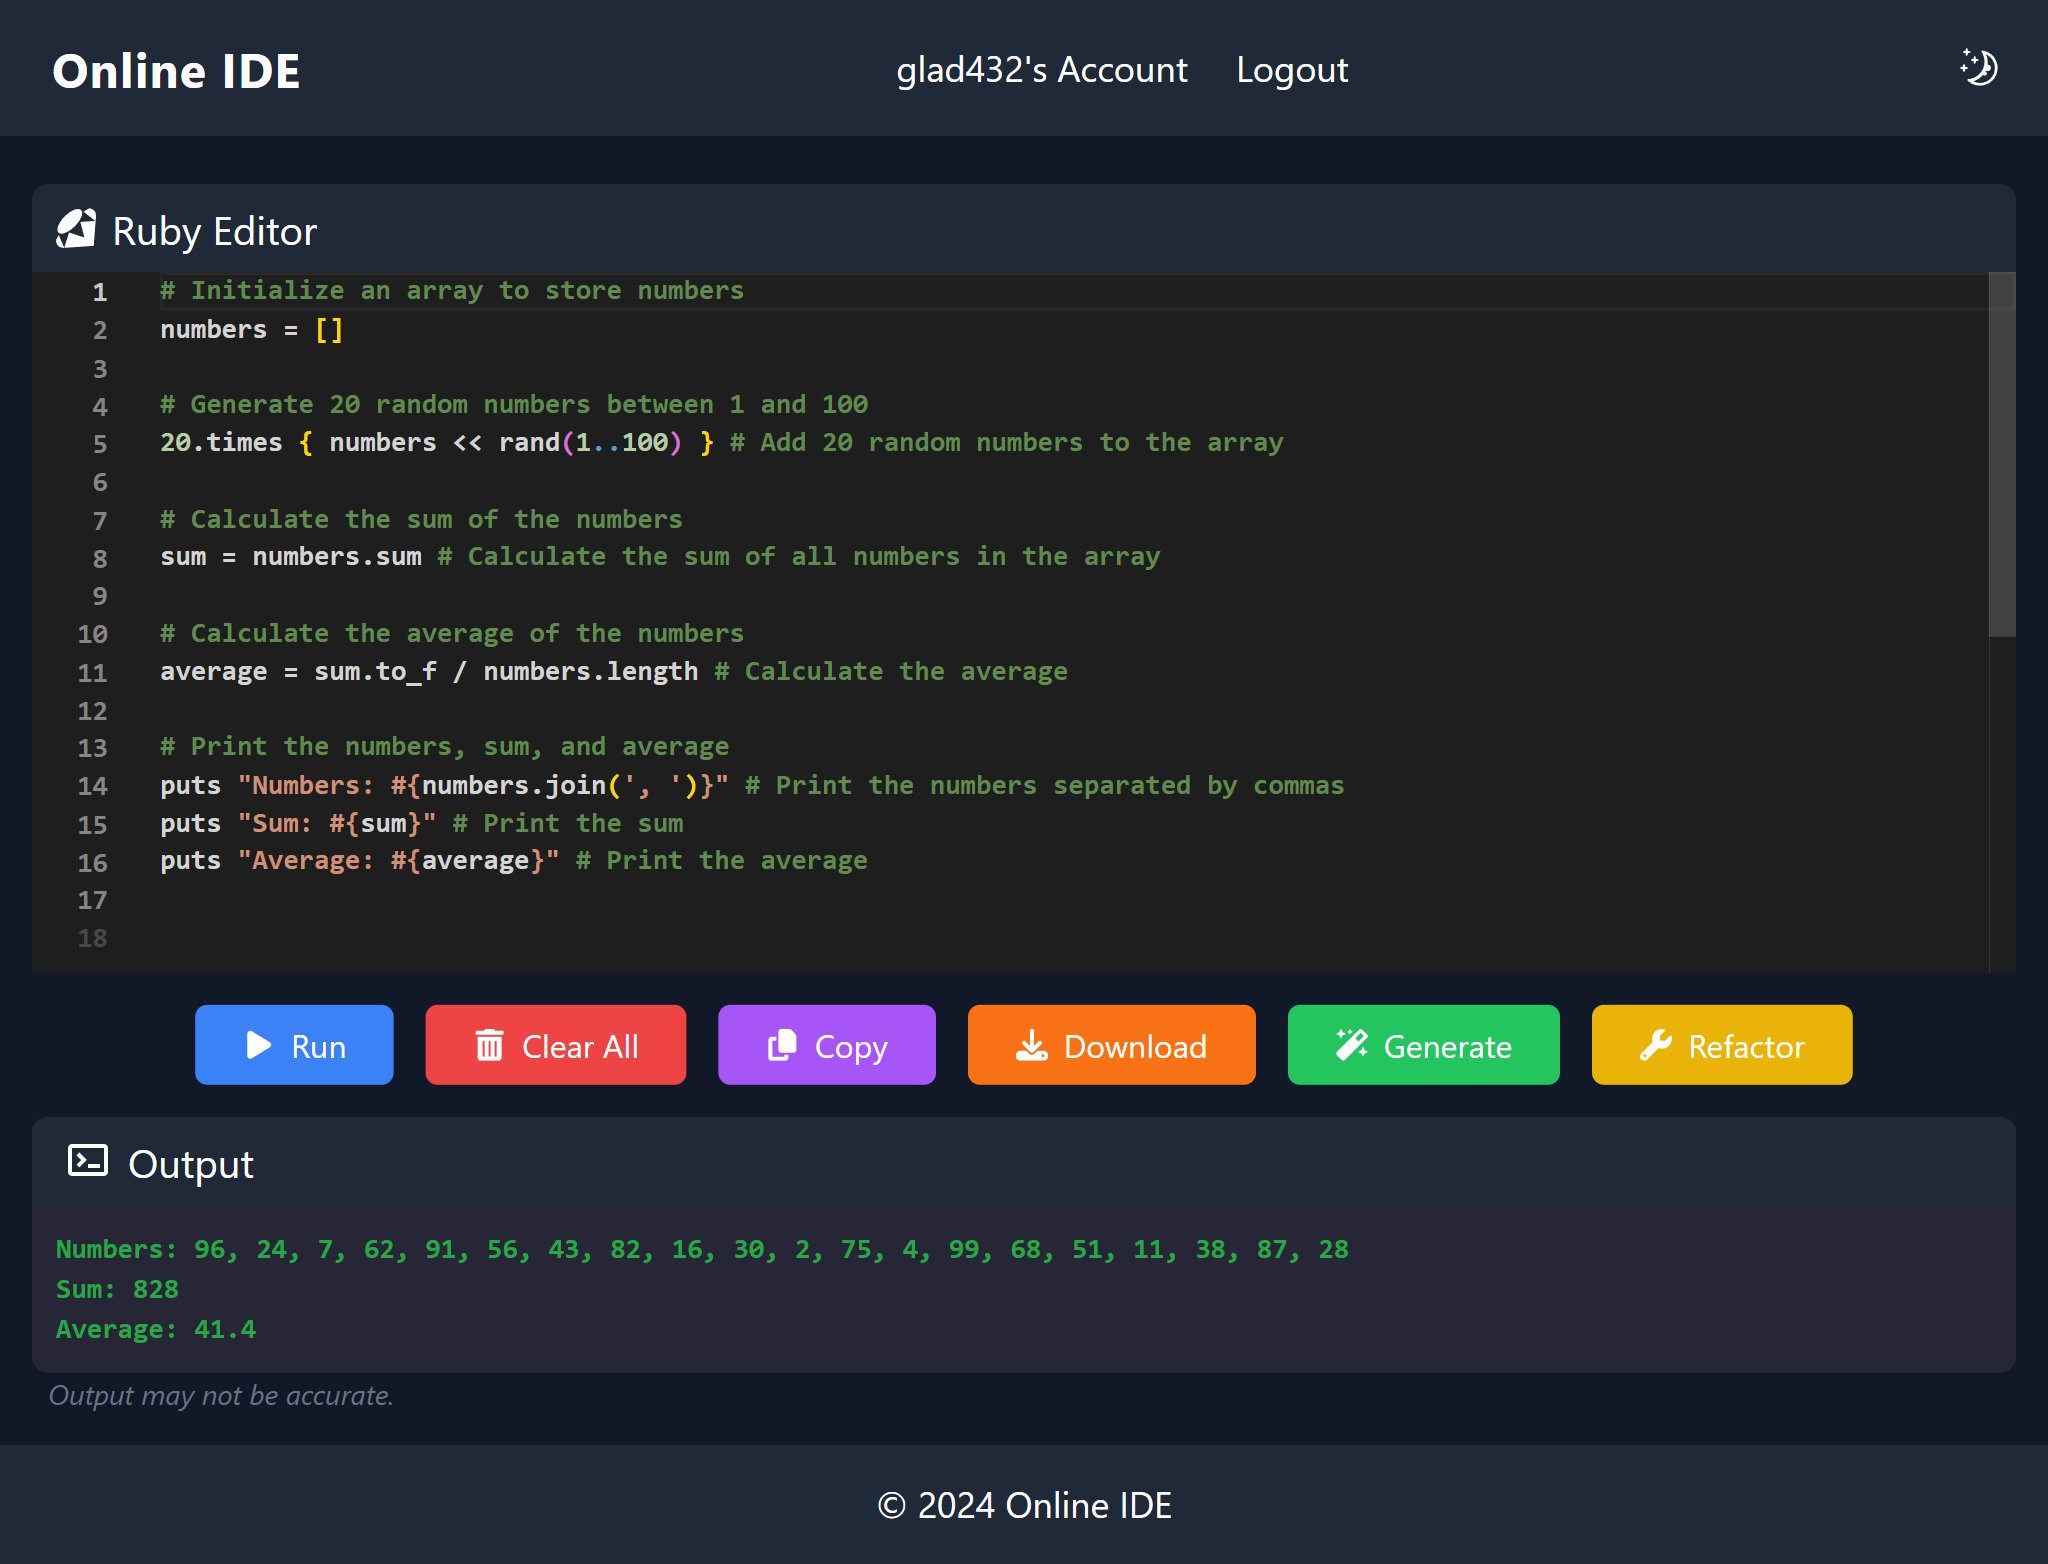 Online IDE
glad432's Account
Logout
Ruby Editor
1 # Initialize an array to store numbers
2 numbers = []
3
4 # Generate 20 random numbers between 1 and 100
5 20.times { numbers << rand(1..100) } # Add 20 random numbers to the array
6
7 # Calculate the sum of the numbers
8 sum = numbers.sum # Calculate the sum of all numbers in the array
9
10 # Calculate the average of the numbers
11 average = sum.to_f / numbers.length # Calculate the average
12
13 # Print the numbers, sum, and average
14 puts "Numbers: #{numbers.join(', ')}" # Print the numbers separated by commas
15 puts "Sum: #{sum}" # Print the sum
16 puts "Average: #{average}" # Print the average
17
18
Run
Clear All
Copy
Download
Generate
Refactor
Output
Numbers: 96, 24, 7, 62, 91, 56, 43, 82, 16, 30, 2, 75, 4, 99, 68, 51, 11, 38, 87, 28
Sum: 828
Average: 41.4
Output may not be accurate.
© 2024 Online IDE